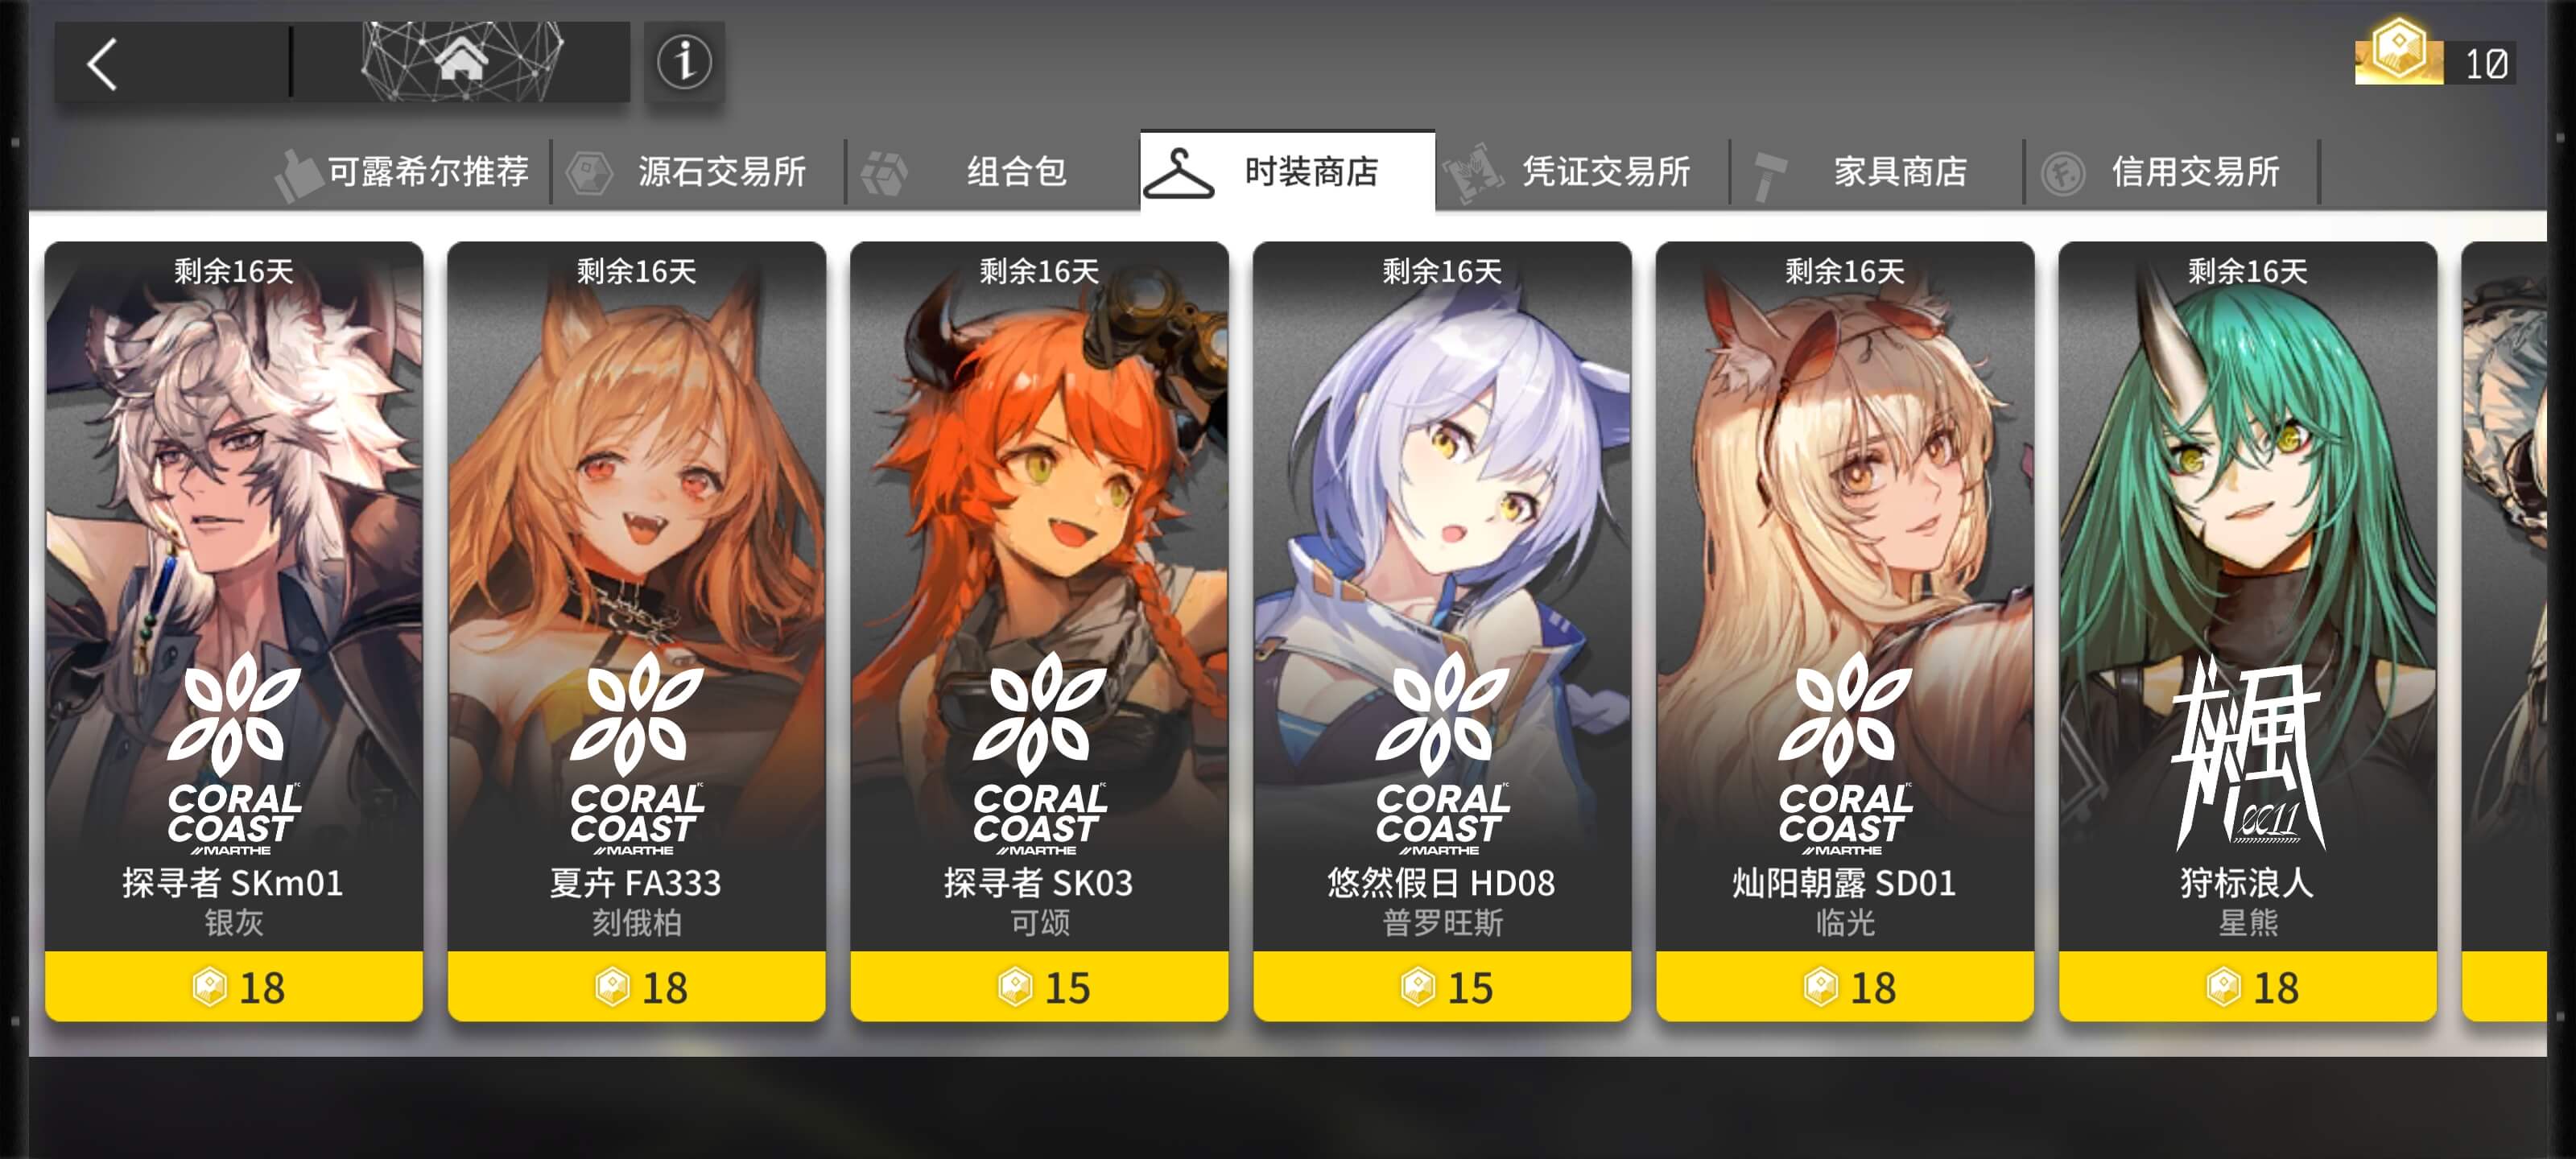 10
可露希尔推荐
源石交易所
组合包
时装商店
凭证交易所
家具商店
信用交易所
剩余16天
剩余16天
剩余16天
剩余16天
剩余16天
剩余16天
CORAL
COAST
//MARTHE
CORAL
COAST
//MARTHE
CORAL
COAST
//MARTHE
CORAL
COAST
//MARTHE
CORAL
COAST
//MARTHE
探寻者 SKm01
夏卉 FA333
探寻者 SK03
悠然假日 HD08
灿阳朝露 SD01
狩标浪人
银灰
刻俄柏
可颂
普罗旺斯
临光
星熊
18
18
15
15
18
18